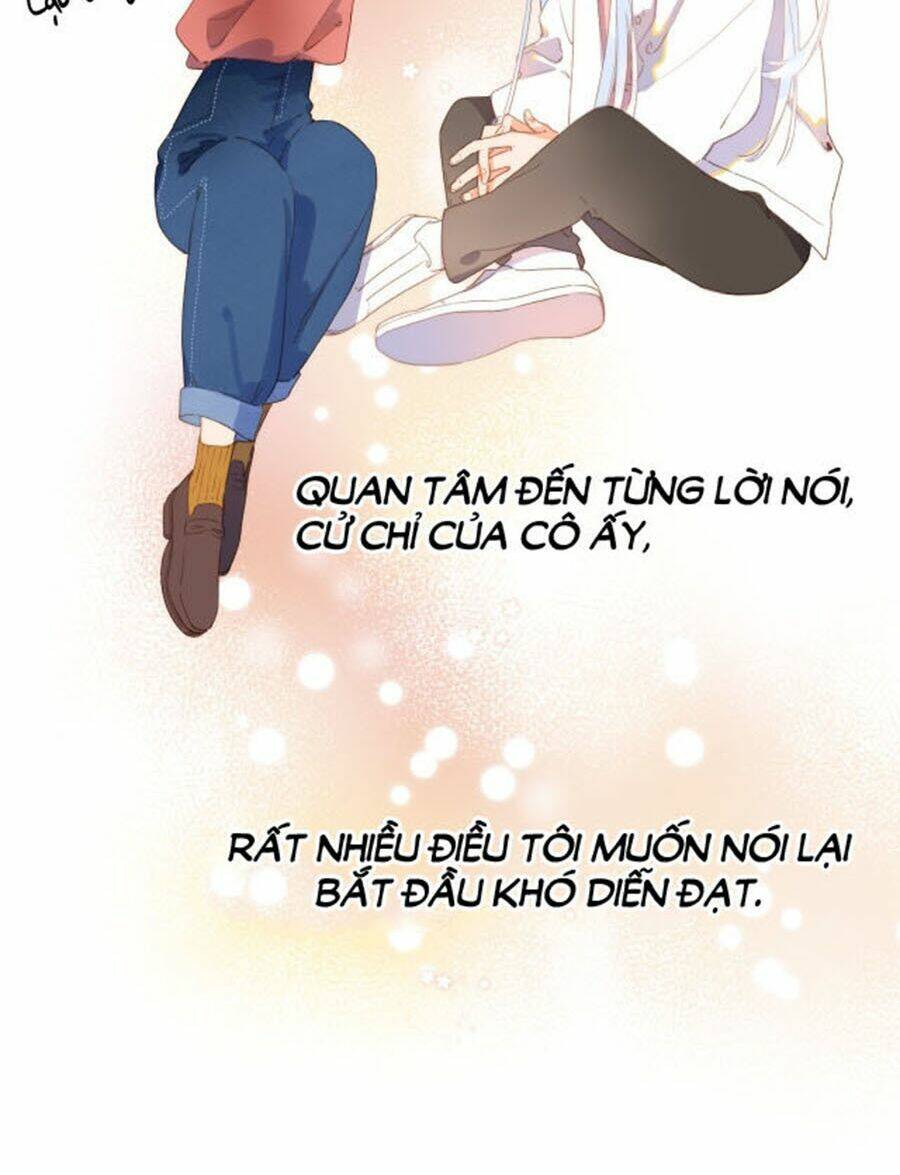 QUAN TÂM ĐẾN TỪNG LỜI NÓI,
CỬ CHỈ CỦA CÔ ẤY,
RẤT NHIỀU ĐIỀU TÔI MUỐN NÓI LẠI
BẮT ĐẦU KHÓ DIỄN ĐẠT.